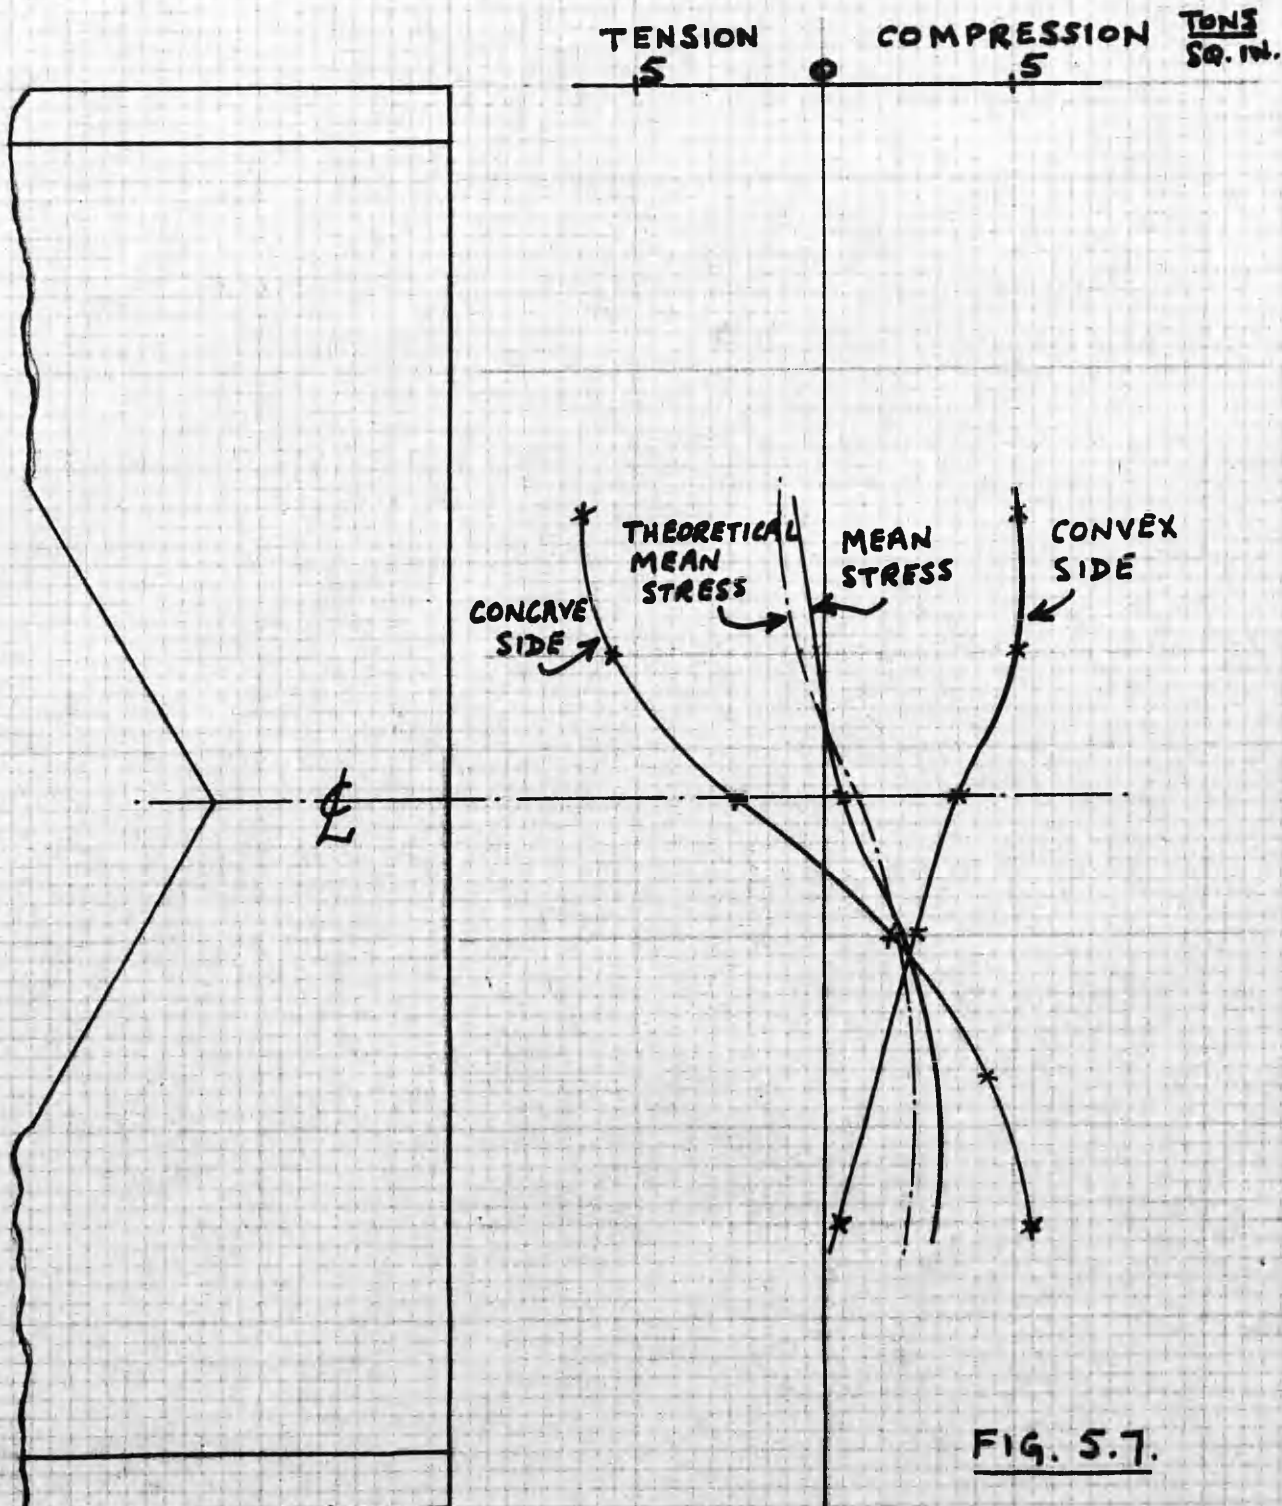 TENSION COMPRESSION TONS
SQ. IN.
5 0 5
THEORETICAL
MEAN
STRESS
MEAN
STRESS
CONVEX
SIDE
CONCAVE
SIDE
℄
FIG. 5.7.